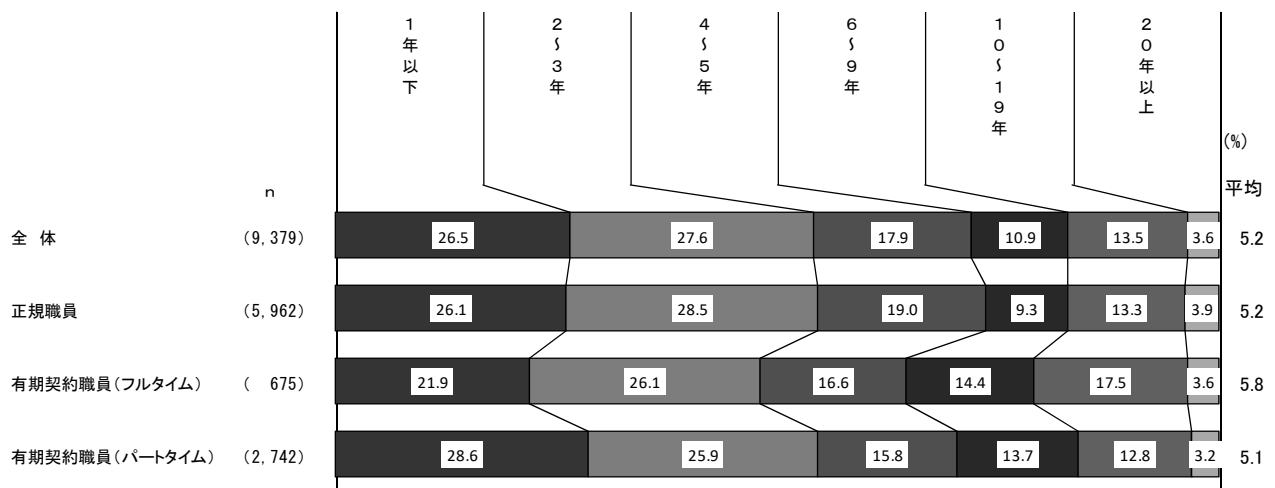 1年以下
2〜3年
4〜5年
6〜9年
10〜19年
20年以上
(%)
n
平均
全 体 (9,379) 26.5 27.6 17.9 10.9 13.5 3.6 5.2
正規職員 (5,962) 26.1 28.5 19.0 9.3 13.3 3.9 5.2
有期契約職員(フルタイム) ( 675) 21.9 26.1 16.6 14.4 17.5 3.6 5.8
有期契約職員(パートタイム) (2,742) 28.6 25.9 15.8 13.7 12.8 3.2 5.1